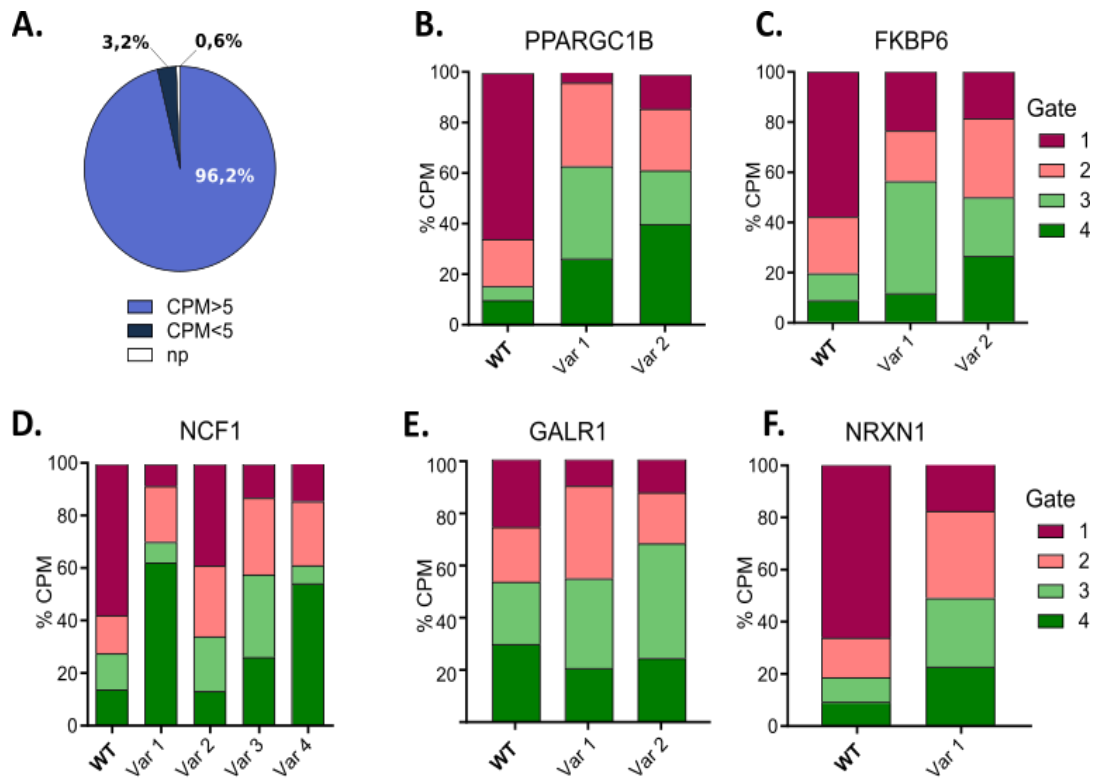 A.
3,2%
0,6%
96,2%
CPM>5
CPM<5
np
B.
PPARGC1B
% CPM
100
80
60
40
20
0
WT
Var 1
Var 2
C.
FKBP6
% CPM
100
80
60
40
20
0
WT
Var 1
Var 2
Gate
1
2
3
4
D.
NCF1
% CPM
100
80
60
40
20
0
WT
Var 1
Var 2
Var 3
Var 4
E.
GALR1
% CPM
100
80
60
40
20
WT
Var 1
Var 2
F.
NRXN1
% CPM
100
80
60
40
20
0
WT
Var 1
Gate
1
2
3
4